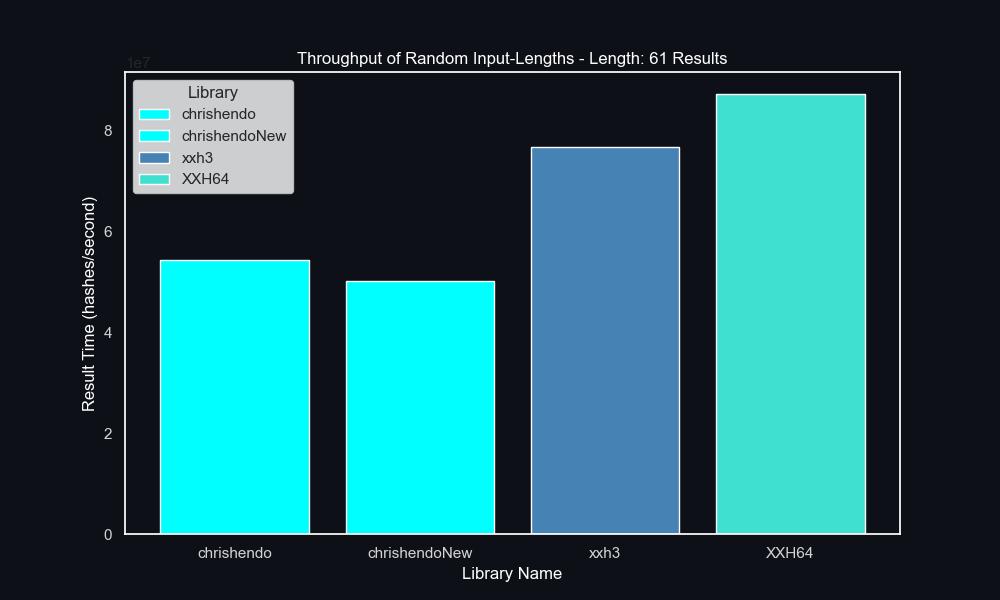 Throughput of Random Input-Lengths - Length: 61 Results
1e7
Library
chrishendo
chrishendoNew
xxh3
XXH64
8
6
4
2
0
Result Time (hashes/second)
chrishendo
chrishendoNew
xxh3
XXH64
Library Name